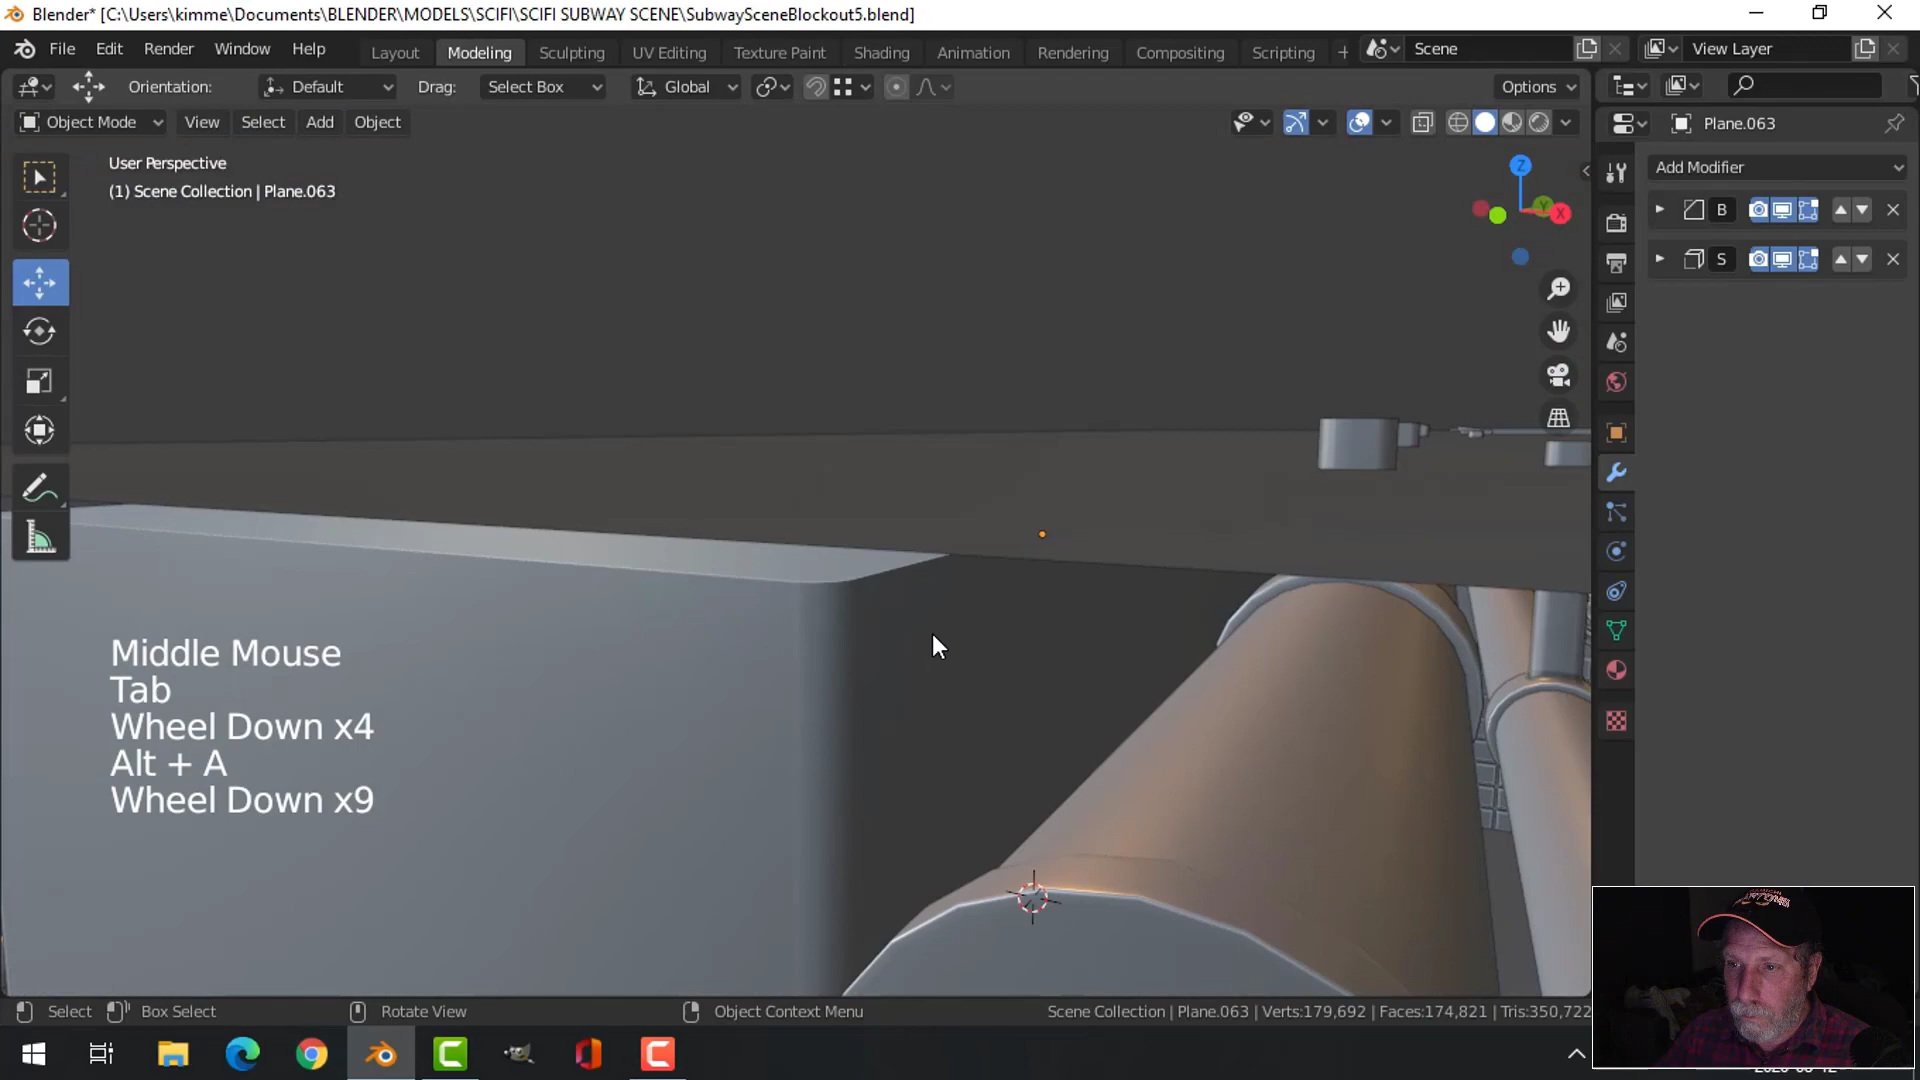 Blender* [C:\Users\kimme\Documents\BLENDER\MODELS\SCIFI\SCIFI SUBWAY SCENE\SubwaySceneBlockout5.blend]
File Edit Render Window Help
Layout Modeling Sculpting UV Editing Texture Paint Shading Animation Rendering Compositing Scripting
Scene
View Layer
Orientation: Default Drag: Select Box Global Options
Object Mode View Select Add Object
Plane.063
User Perspective
(1) Scene Collection | Plane.063
Add Modifier
B
S
Z
Y
X
Middle Mouse
Tab
Wheel Down x4
Alt + A
Wheel Down x9
Select Box Select Rotate View Object Context Menu Scene Collection | Plane.063 | Verts:179,692 | Faces:174,821 | Tris:350,722